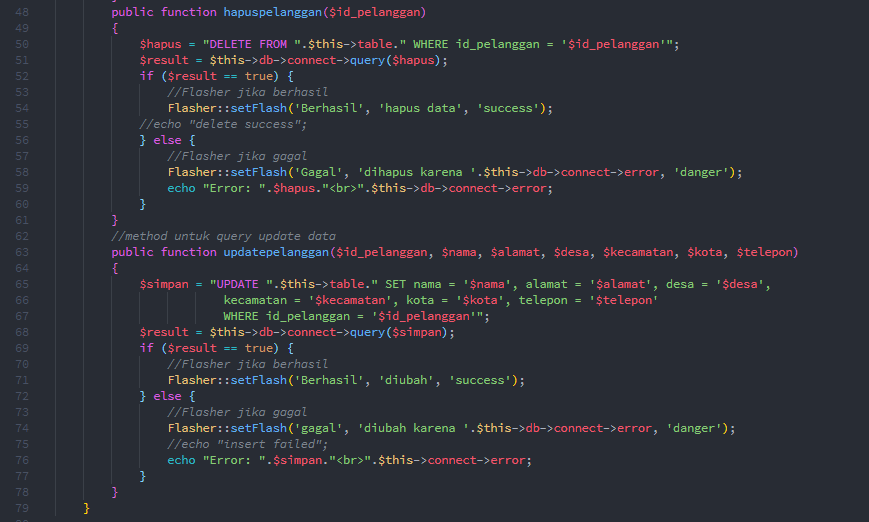 48 public function hapuspelanggan($id_pelanggan)
49 {
50 $hapus = "DELETE FROM ".$this->table." WHERE id_pelanggan = '$id_pelanggan'";
51 $result = $this->db->connect->query($hapus);
52 if ($result == true) {
53 //Flasher jika berhasil
54 Flasher::setFlash('Berhasil', 'hapus data', 'success');
55 //echo "delete success";
56 } else {
57 //Flasher jika gagal
58 Flasher::setFlash('Gagal', 'dihapus karena '.$this->db->connect->error, 'danger');
59 echo "Error: ".$hapus."<br>".$this->db->connect->error;
60 }
61 }
62 //method untuk query update data
63 public function updatepelanggan($id_pelanggan, $nama, $alamat, $desa, $kecamatan, $kota, $telepon)
64 {
65 $simpan = "UPDATE ".$this->table." SET nama = '$nama', alamat = '$alamat', desa = '$desa',
66 kecamatan = '$kecamatan', kota = '$kota', telepon = '$telepon'
67 WHERE id_pelanggan = '$id_pelanggan'";
68 $result = $this->db->connect->query($simpan);
69 if ($result == true) {
70 //Flasher jika berhasil
71 Flasher::setFlash('Berhasil', 'diubah', 'success');
72 } else {
73 //Flasher jika gagal
74 Flasher::setFlash('gagal', 'diubah karena '.$this->db->connect->error, 'danger');
75 //echo "insert failed";
76 echo "Error: ".$simpan."<br>".$this->connect->error;
77 }
78 }
79 }